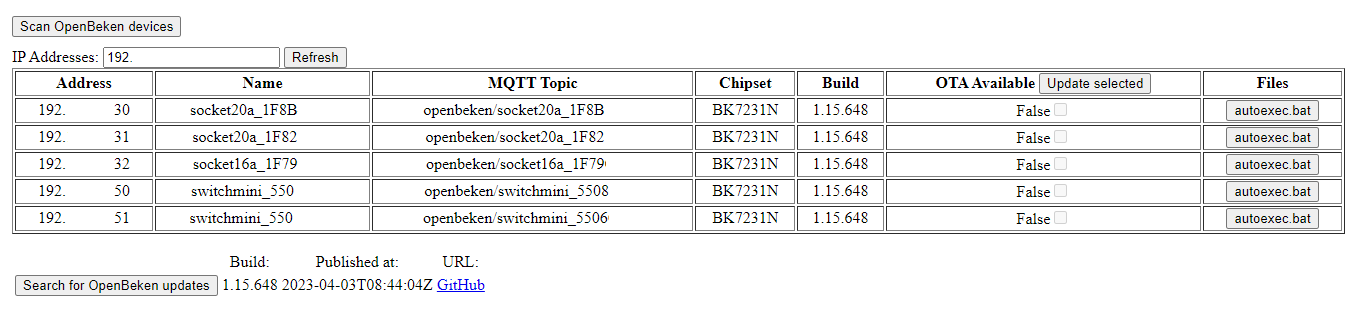 Scan OpenBeken devices
IP Addresses: 192. Refresh
Address Name MQTT Topic Chipset Build OTA Available Update selected Files
192. 30 socket20a_1F8B openbeken/socket20a_1F8B BK7231N 1.15.648 False autoexec.bat
192. 31 socket20a_1F82 openbeken/socket20a_1F82 BK7231N 1.15.648 False autoexec.bat
192. 32 socket16a_1F79 openbeken/socket16a_1F79 BK7231N 1.15.648 False autoexec.bat
192. 50 switchmini_550 openbeken/switchmini_5508 BK7231N 1.15.648 False autoexec.bat
192. 51 switchmini_550 openbeken/switchmini_5506 BK7231N 1.15.648 False autoexec.bat
Build: Published at: URL:
Search for OpenBeken updates 1.15.648 2023-04-03T08:44:04Z GitHub